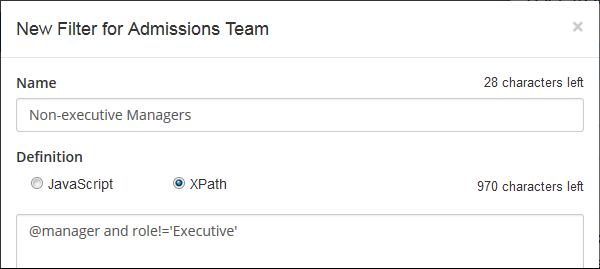 New Filter for Admissions Team ×
Name 28 characters left
Non-executive Managers
Definition
JavaScript XPath 970 characters left
@manager and role!='Executive'